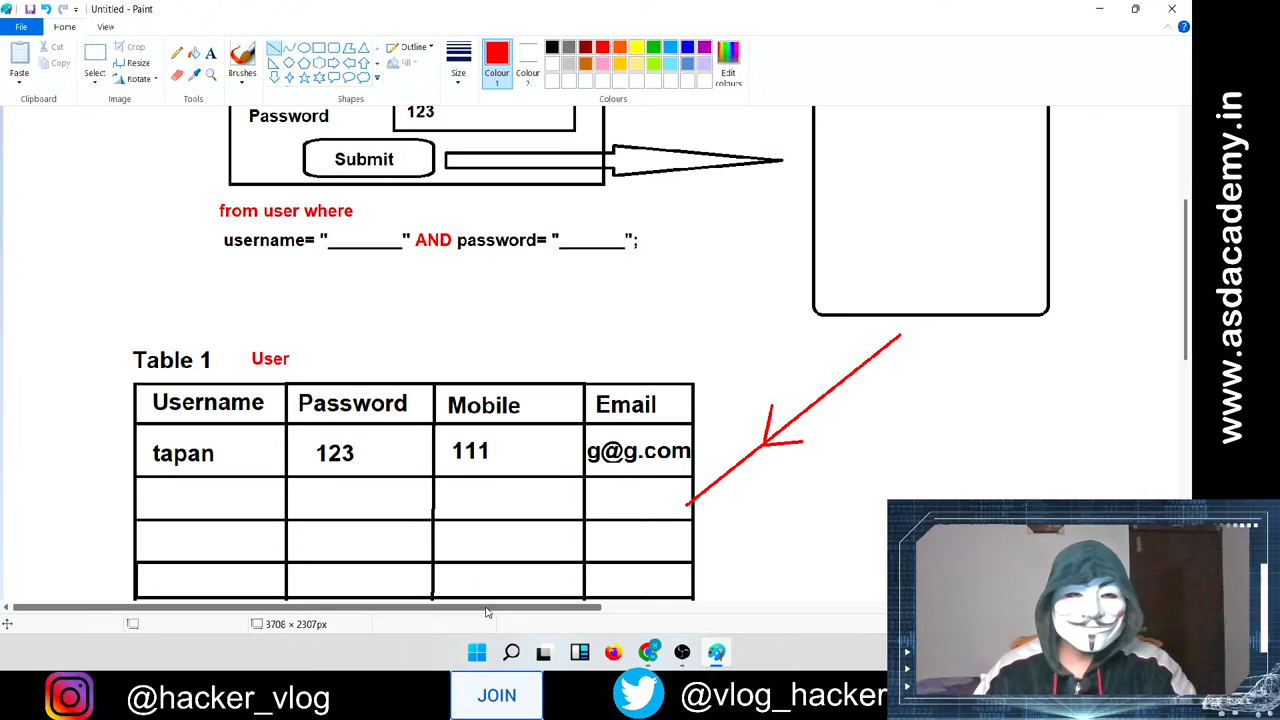 Untitled - Paint
File
Home
View
Paste
Cut
Copy
Clipboard
Select
Crop
Resize
Rotate
Image
Tools
Brushes
Outline
Fill
Shapes
Size
Colour 1
Colour 2
Edit colours
Colours
Password
123
Submit
from user where
username= "_______" AND password= "______";
Table 1
User
Username Password Mobile Email
tapan 123 111 g@g.com
3708 × 2307px
@hacker_vlog
JOIN
@vlog_hacker
www.asdacademy.in